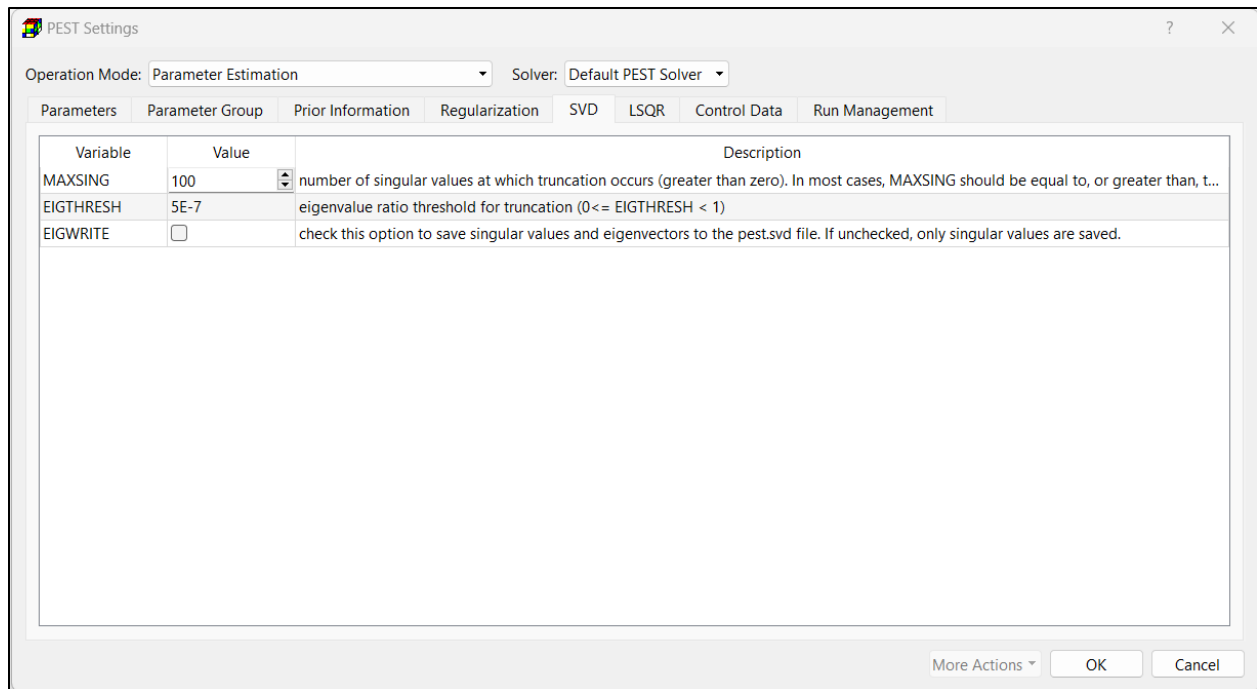 PEST Settings
? ×
Operation Mode: Parameter Estimation Solver: Default PEST Solver
Parameters Parameter Group Prior Information Regularization SVD LSQR Control Data Run Management
Variable Value Description
MAXSING 100 number of singular values at which truncation occurs (greater than zero). In most cases, MAXSING should be equal to, or greater than, t...
EIGTHRESH 5E-7 eigenvalue ratio threshold for truncation (0<= EIGTHRESH < 1)
EIGWRITE check this option to save singular values and eigenvectors to the pest.svd file. If unchecked, only singular values are saved.
More Actions OK Cancel